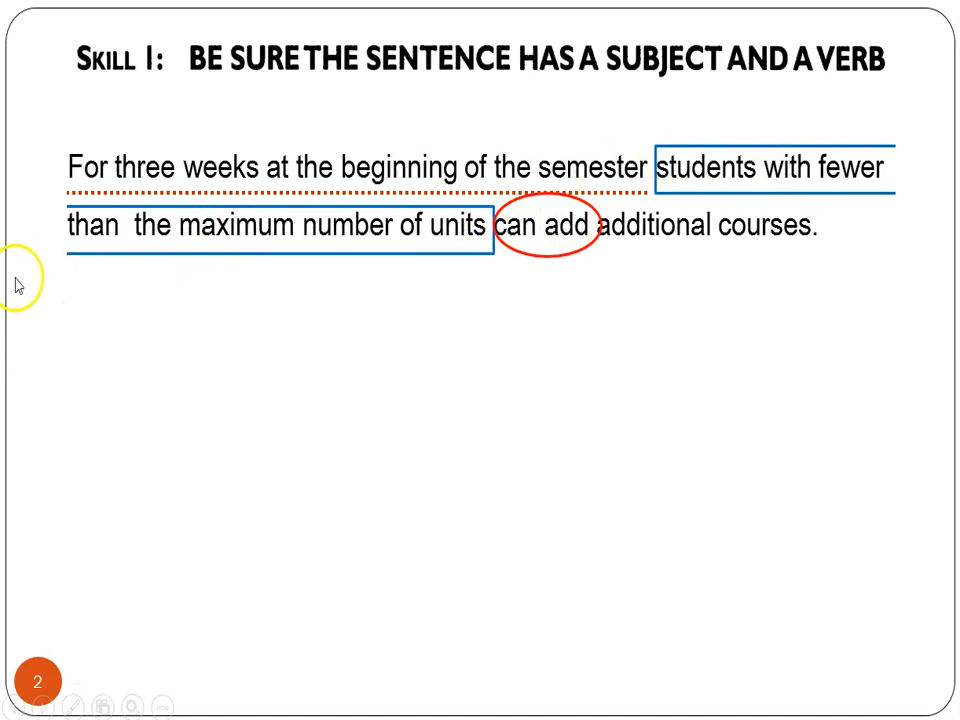 SKILL 1: BE SURE THE SENTENCE HAS A SUBJECT AND A VERB
For three weeks at the beginning of the semester students with fewer
than the maximum number of units can add additional courses.
2